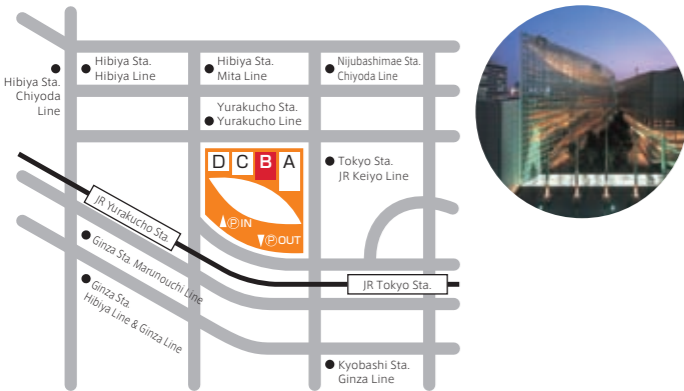 Hibiya Sta.
Chiyoda
Line
Hibiya Sta.
Hibiya Line
Hibiya Sta.
Mita Line
Nijubashimae Sta.
Chiyoda Line
Yurakucho Sta.
Yurakucho Line
D C B A
Tokyo Sta.
JR Keiyo Line
Ⓟ IN
Ⓟ OUT
JR Yurakucho Sta.
Ginza Sta. Marunouchi Line
Ginza Sta.
Hibiya Line & Ginza Line
JR Tokyo Sta.
Kyobashi Sta.
Ginza Line